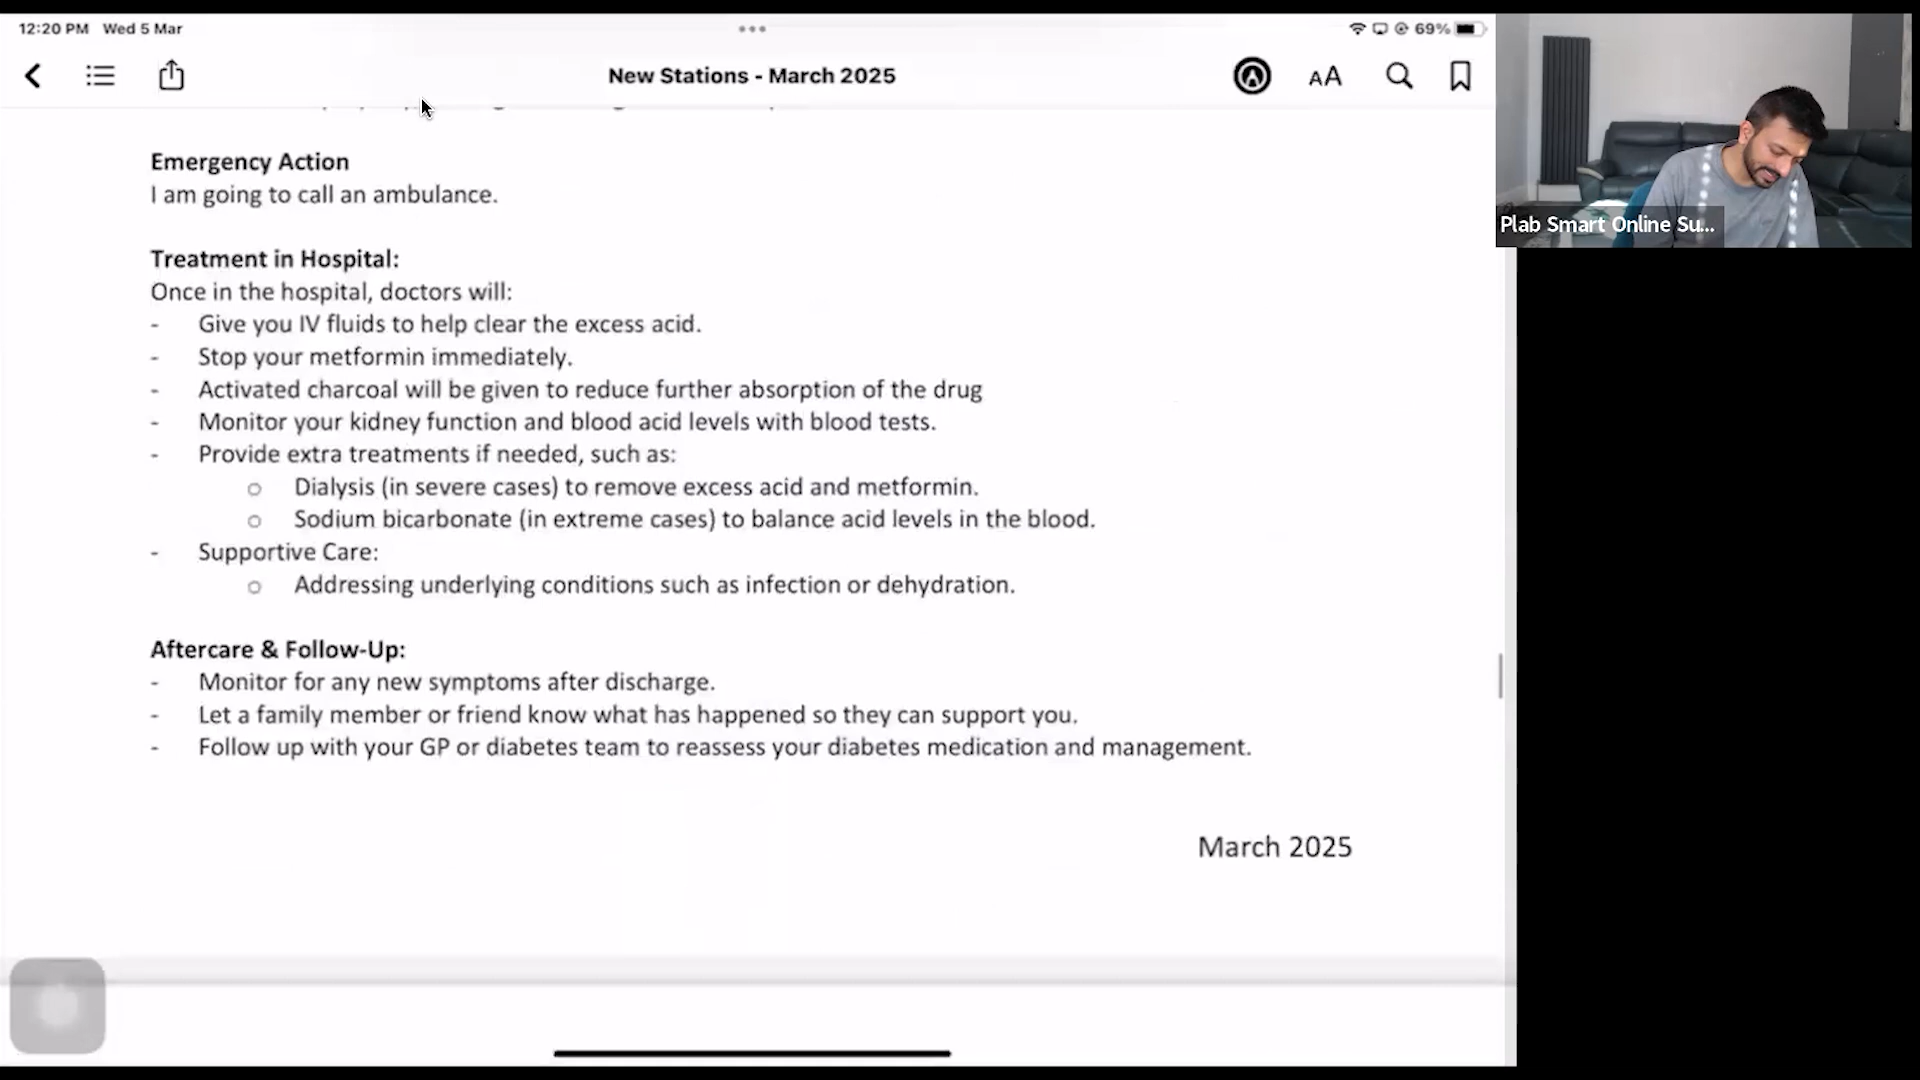 12:20 PM Wed 5 Mar
69%
New Stations - March 2025
AA
Emergency Action
I am going to call an ambulance.
Treatment in Hospital:
Once in the hospital, doctors will:
- Give you IV fluids to help clear the excess acid.
- Stop your metformin immediately.
- Activated charcoal will be given to reduce further absorption of the drug
- Monitor your kidney function and blood acid levels with blood tests.
- Provide extra treatments if needed, such as:
o Dialysis (in severe cases) to remove excess acid and metformin.
o Sodium bicarbonate (in extreme cases) to balance acid levels in the blood.
- Supportive Care:
o Addressing underlying conditions such as infection or dehydration.
Aftercare & Follow-Up:
- Monitor for any new symptoms after discharge.
- Let a family member or friend know what has happened so they can support you.
- Follow up with your GP or diabetes team to reassess your diabetes medication and management.
March 2025
Plab Smart Online Su...